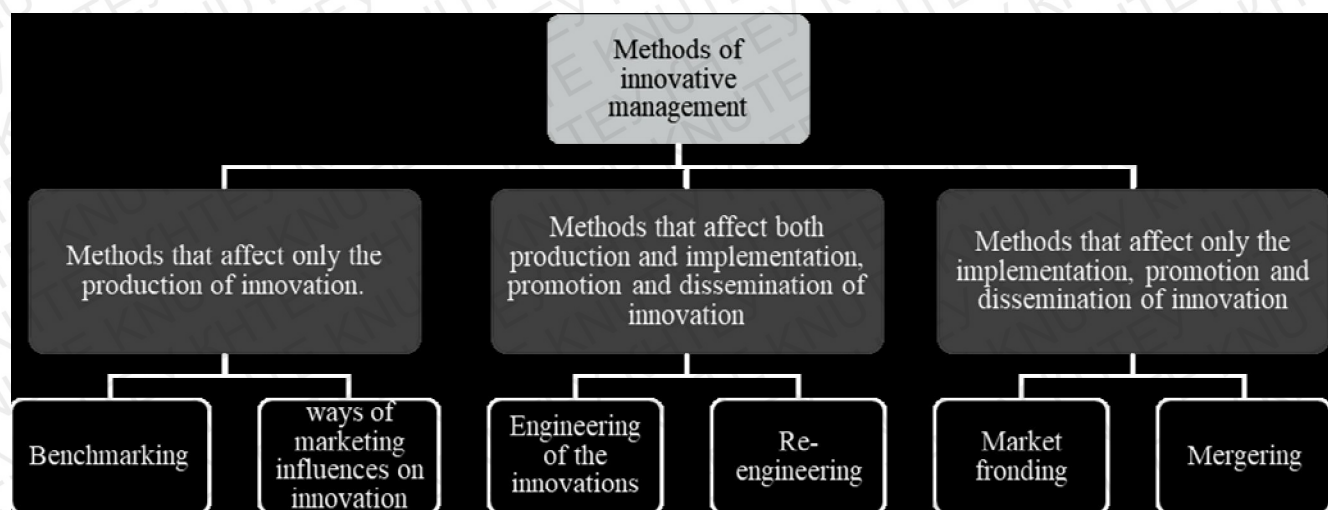 Methods of
innovative
management
Methods that affect only the
production of innovation.
Methods that affect both
production and implementation,
promotion and dissemination of
innovation
Methods that affect only the
implementation, promotion and
dissemination of innovation
Benchmarking
ways of
marketing
influences on
innovation
Engineering
of the
innovations
Re-
engineering
Market
fronding
Mergering